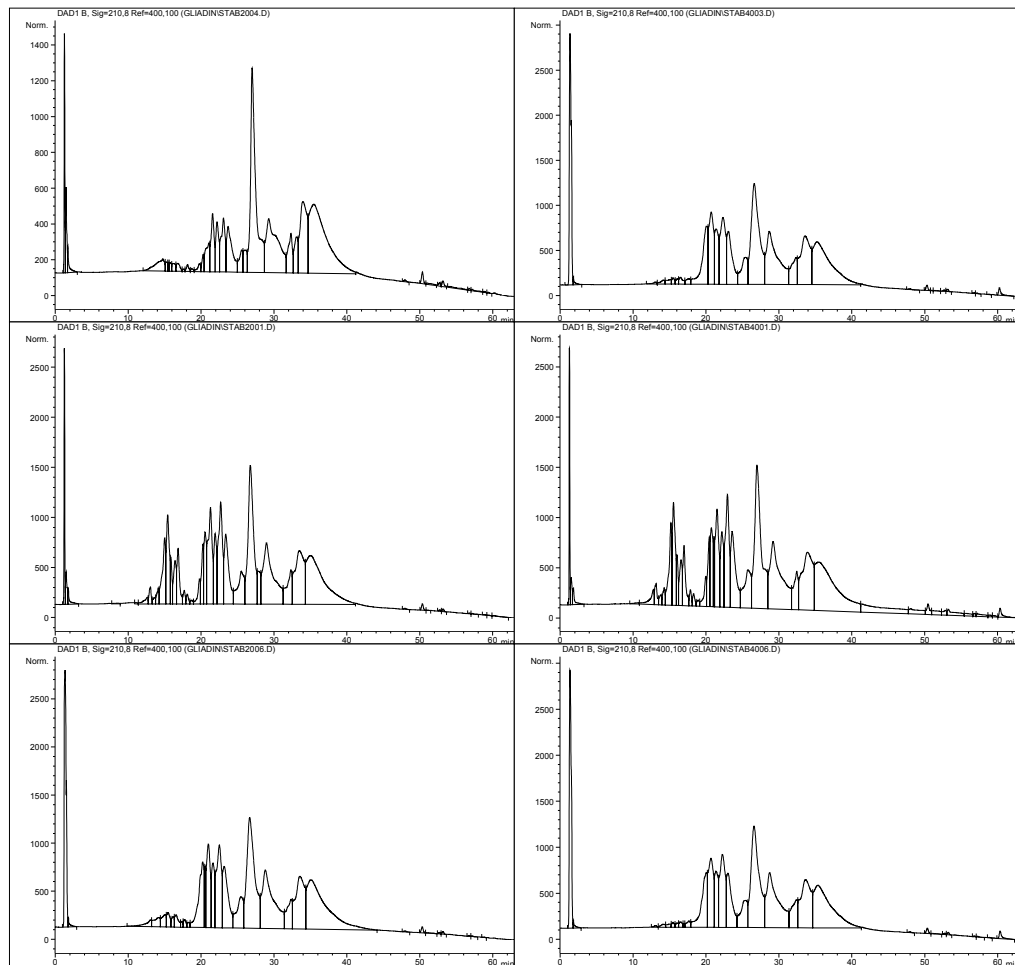 DAD1 B, Sig=210,8 Ref=400,100 (GLIADIN\STAB2004.D)
Norm.
1400
1200
1000
800
600
400
200
0
0 10 20 30 40 50 60 min
DAD1 B, Sig=210,8 Ref=400,100 (GLIADIN\STAB4003.D)
Norm.
2500
2000
1500
1000
500
0
0 10 20 30 40 50 60 min
DAD1 B, Sig=210,8 Ref=400,100 (GLIADIN\STAB2001.D)
Norm.
2500
2000
1500
1000
500
0
0 10 20 30 40 50 60 min
DAD1 B, Sig=210,8 Ref=400,100 (GLIADIN\STAB4001.D)
Norm.
2500
2000
1500
1000
500
0
0 10 20 30 40 50 60 min
DAD1 B, Sig=210,8 Ref=400,100 (GLIADIN\STAB2006.D)
Norm.
2500
2000
1500
1000
500
0
0 10 20 30 40 50 60
DAD1 B, Sig=210,8 Ref=400,100 (GLIADIN\STAB4006.D)
Norm.
2500
2000
1500
1000
500
0
0 10 20 30 40 50 60